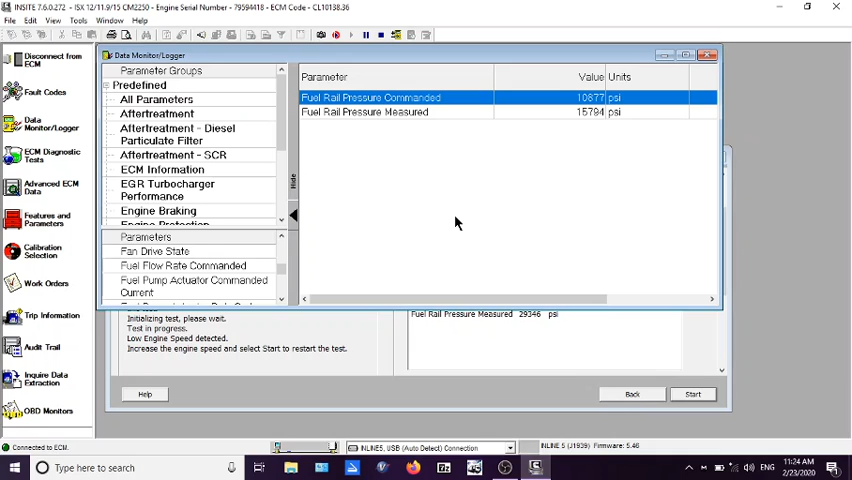 INSITE 7.6.0.272 - ISX 12/11.9/15 CM2250 - Engine Serial Number - 79594418 - ECM Code - CL10138.36
File Edit View Tools Window Help
Disconnect from
ECM
Fault Codes
Data
Monitor/Logger
ECM Diagnostic
Tests
Advanced ECM
Data
Features and
Parameters
Calibration
Selection
Work Orders
Trip Information
Audit Trail
Inquire Data
Extraction
OBD Monitors
Data Monitor/Logger
Parameter Groups
Predefined
All Parameters
Aftertreatment
Aftertreatment - Diesel
Particulate Filter
Aftertreatment - SCR
ECM Information
EGR Turbocharger
Performance
Engine Braking
Engine Protection
Parameters
Fan Drive State
Fuel Flow Rate Commanded
Fuel Pump Actuator Commanded
Current
Hide
Parameter Value Units
Fuel Rail Pressure Commanded 10877 psi
Fuel Rail Pressure Measured 15794 psi
Initializing test, please wait.
Test in progress.
Low Engine Speed detected.
Increase the engine speed and select Start to restart the test.
Fuel Rail Pressure Measured 29346 psi
Help Back Start
Connected to ECM.
INLINE5, USB (Auto Detect) Connection
INLINE 5 (J1939) Firmware: 5.46
Type here to search
ENG
11:24 AM
2/23/2020